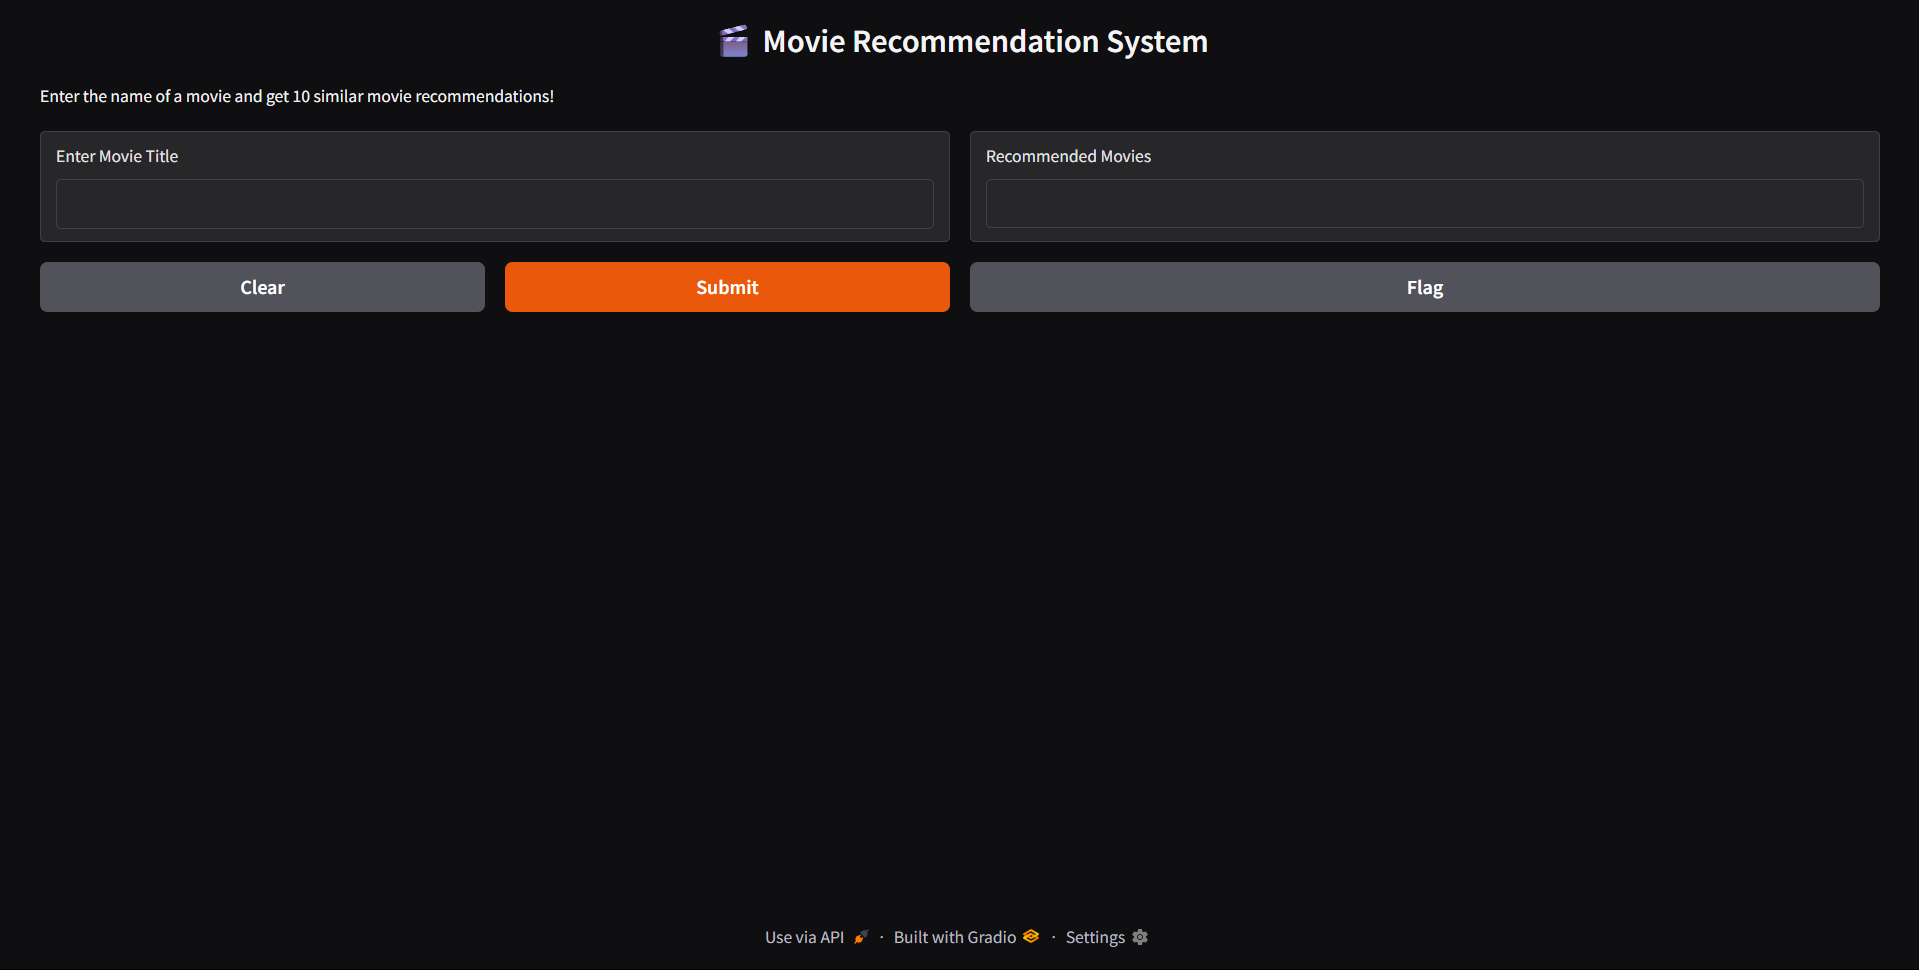 Movie Recommendation System
Enter the name of a movie and get 10 similar movie recommendations!
Enter Movie Title
Recommended Movies
Clear
Submit
Flag
Use via API · Built with Gradio · Settings